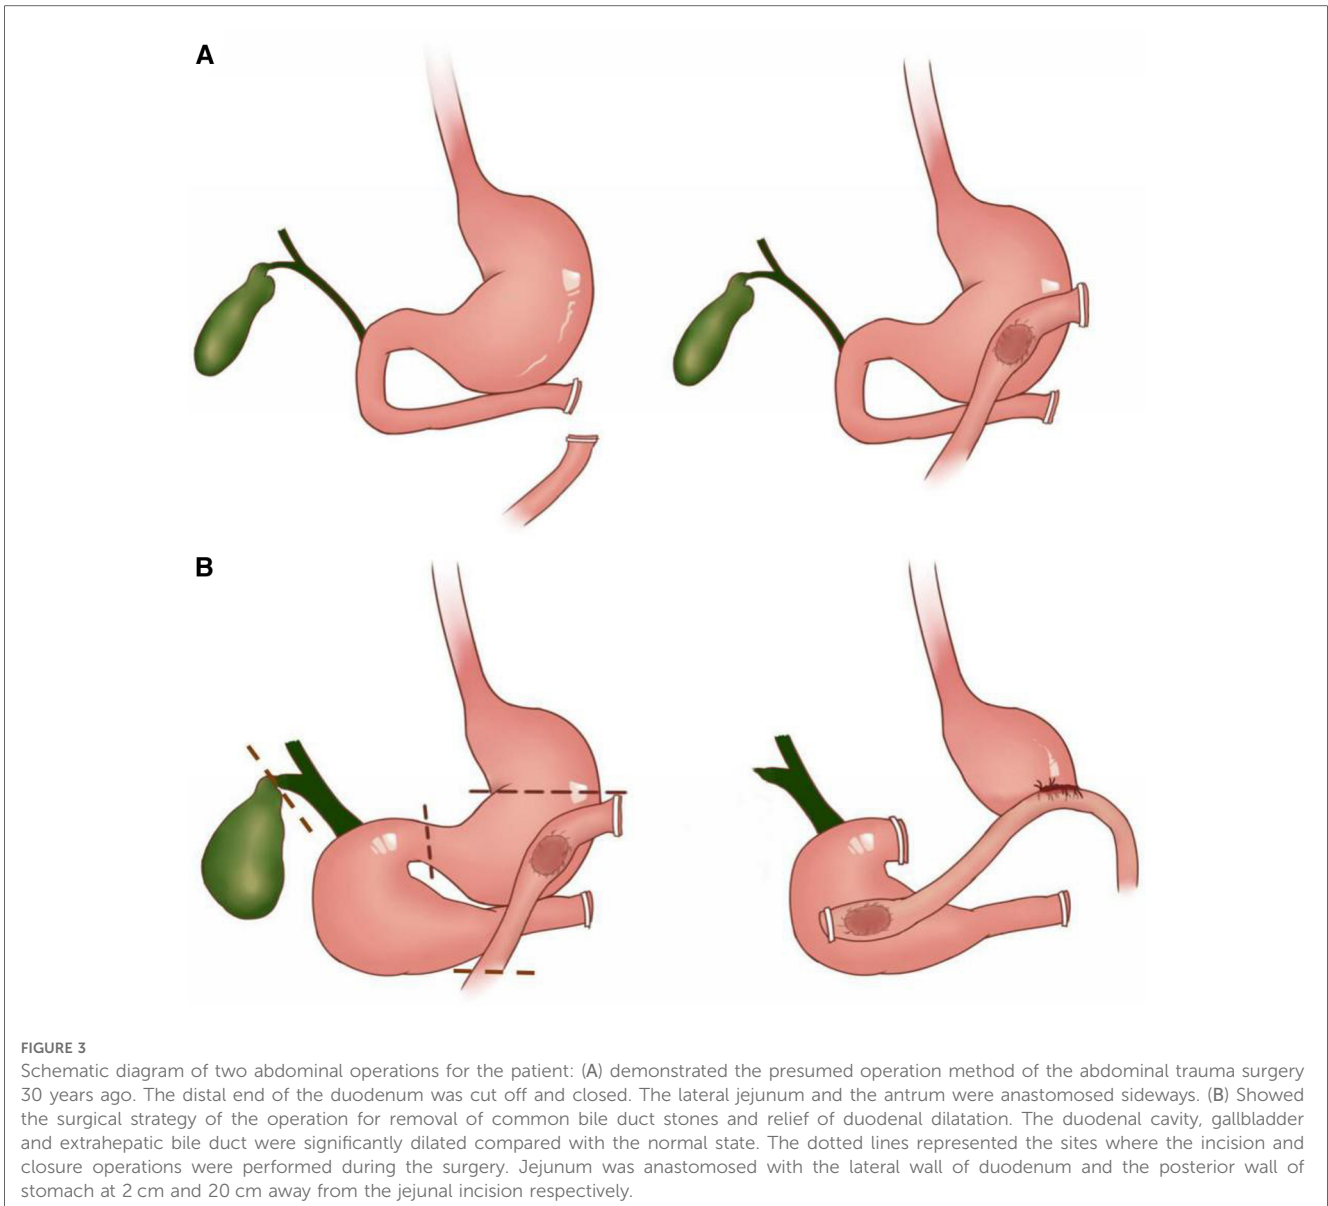 A
B
FIGURE 3
Schematic diagram of two abdominal operations for the patient: (A) demonstrated the presumed operation method of the abdominal trauma surgery
30 years ago. The distal end of the duodenum was cut off and closed. The lateral jejunum and the antrum were anastomosed sideways. (B) Showed
the surgical strategy of the operation for removal of common bile duct stones and relief of duodenal dilatation. The duodenal cavity, gallbladder
and extrahepatic bile duct were significantly dilated compared with the normal state. The dotted lines represented the sites where the incision and
closure operations were performed during the surgery. Jejunum was anastomosed with the lateral wall of duodenum and the posterior wall of
stomach at 2 cm and 20 cm away from the jejunal incision respectively.